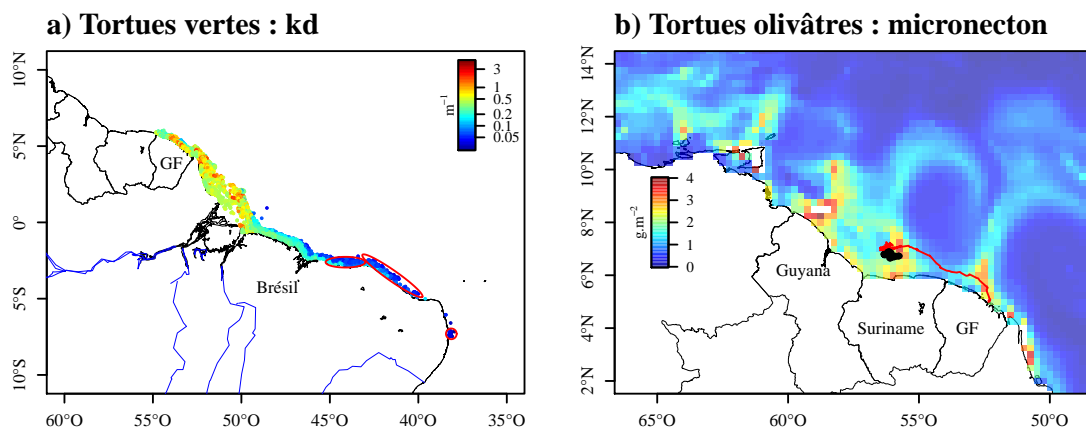 a) Tortues vertes : kd
10°N
5°N
0°
5°S
10°S
60°O
55°O
50°O
45°O
40°O
35°O
GF
Brésil
m⁻¹
3
1
0.5
0.2
0.1
0.05
b) Tortues olivâtres : micronecton
14°N
12°N
10°N
8°N
6°N
4°N
2°N
65°O
60°O
55°O
50°O
g.m⁻²
4
3
2
1
0
Guyana
Suriname
GF